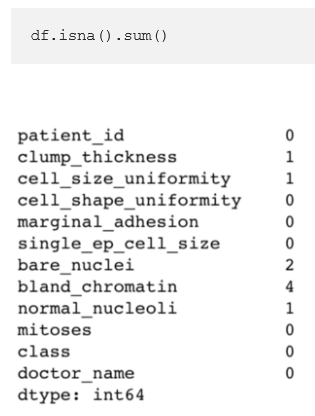 df.isna().sum()
patient_id 0
clump_thickness 1
cell_size_uniformity 1
cell_shape_uniformity 0
marginal_adhesion 0
single_ep_cell_size 0
bare_nuclei 2
bland_chromatin 4
normal_nucleoli 1
mitoses 0
class 0
doctor_name 0
dtype: int64